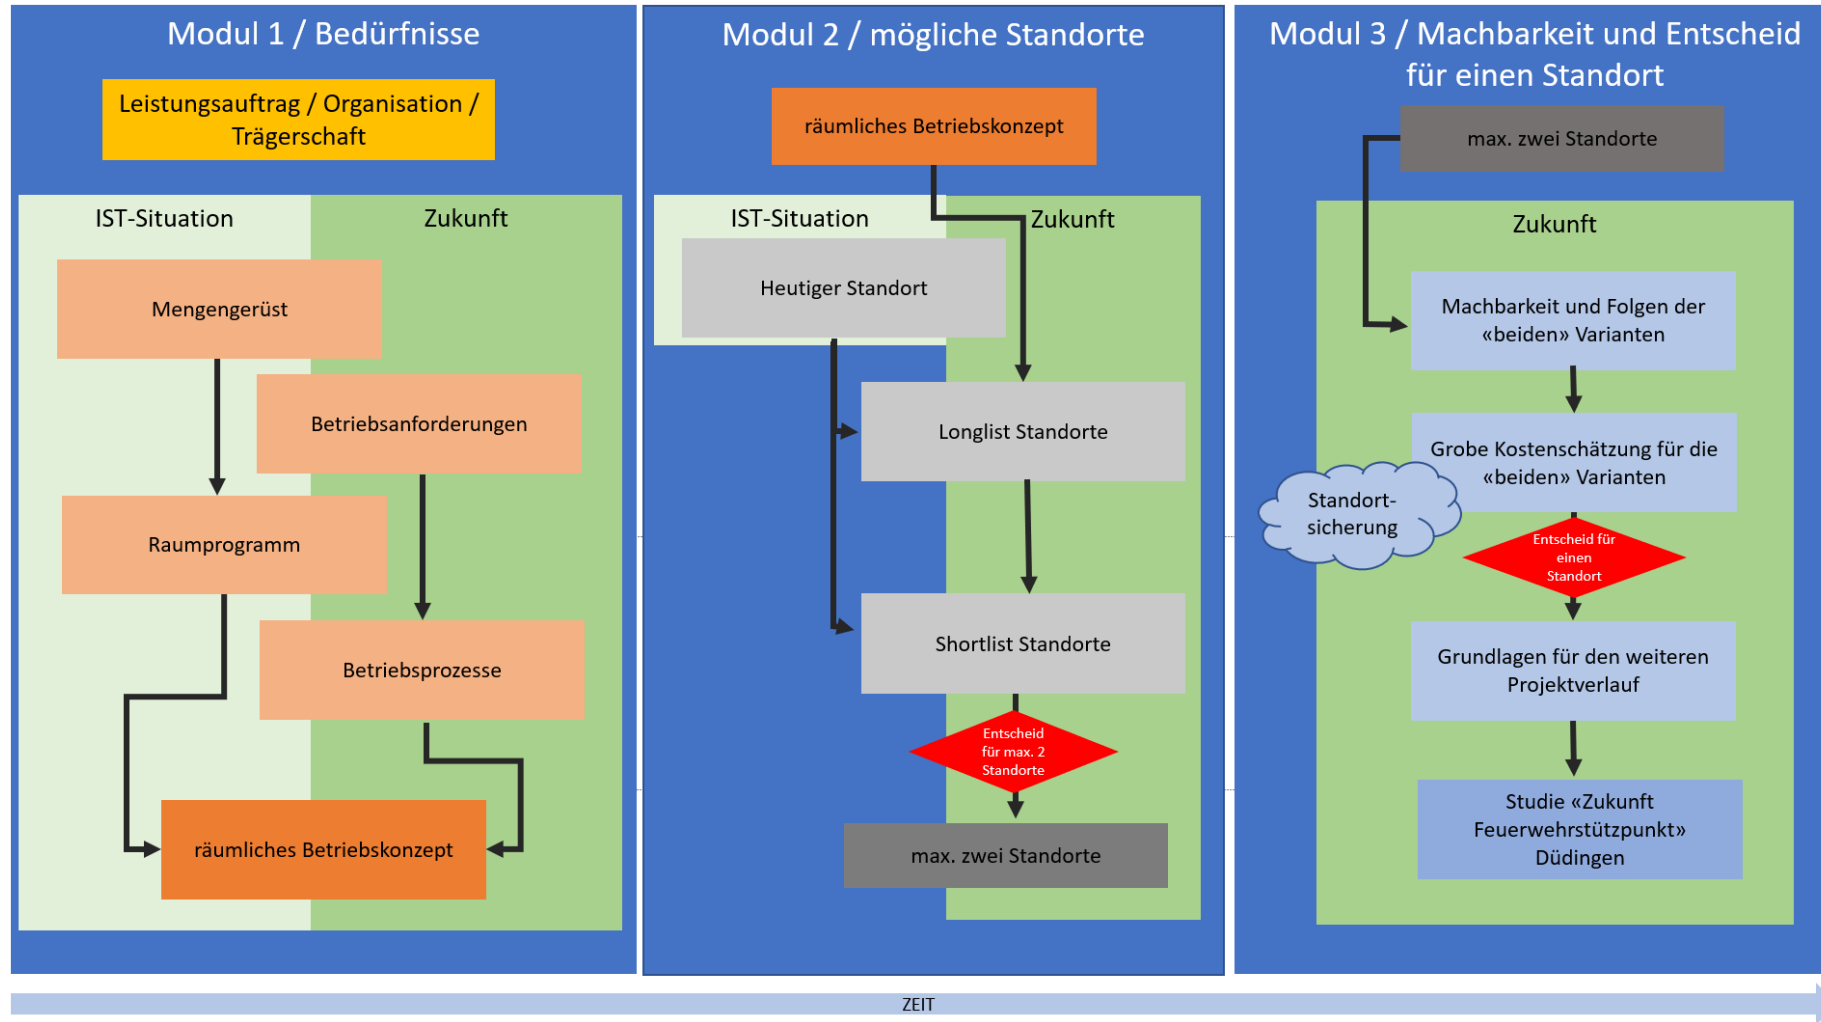 Modul 1 / Bedürfnisse
Leistungsauftrag / Organisation /
Trägerschaft
IST-Situation
Zukunft
Mengengerüst
Betriebsanforderungen
Raumprogramm
Betriebsprozesse
räumliches Betriebskonzept
Modul 2 / mögliche Standorte
räumliches Betriebskonzept
IST-Situation
Zukunft
Heutiger Standort
Longlist Standorte
Shortlist Standorte
Entscheid
für max. 2
Standorte
max. zwei Standorte
Modul 3 / Machbarkeit und Entscheid
für einen Standort
max. zwei Standorte
Zukunft
Machbarkeit und Folgen der
«beiden» Varianten
Grobe Kostenschätzung für die
«beiden» Varianten
Standort-
sicherung
Entscheid für
einen
Standort
Grundlagen für den weiteren
Projektverlauf
Studie «Zukunft
Feuerwehrstützpunkt»
Düdingen
ZEIT